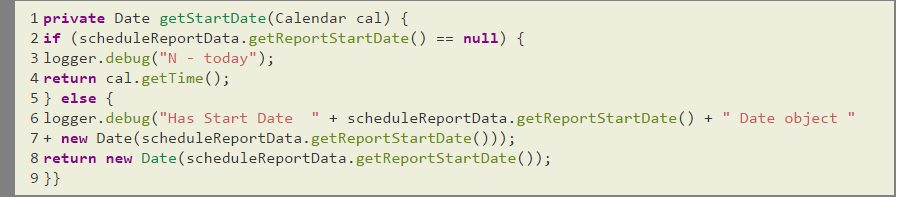 1 private Date getStartDate(Calendar cal) {
2 if (scheduleReportData.getReportStartDate() == null) {
3 logger.debug("N - today");
4 return cal.getTime();
5 } else {
6 logger.debug("Has Start Date  " + scheduleReportData.getReportStartDate() + " Date object "
7 + new Date(scheduleReportData.getReportStartDate()));
8 return new Date(scheduleReportData.getReportStartDate());
9 }}